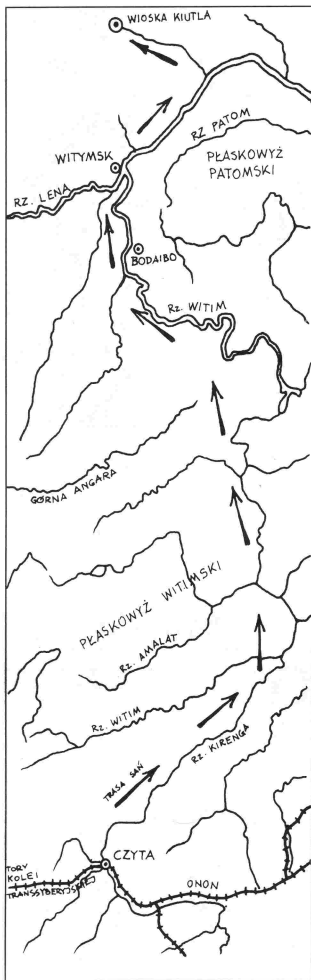 WIOSKA KIUTLA
RZ PATOM
PŁASKOWYŻ
PATOMSKI
WITYMSK
RZ. LENA
BODAIBO
Rz. WITIM
GÓRNA ANGARA
PŁASKOWYŻ WITIMSKI
Rz. AMALAT
Rz. WITIM
Rz. KIRENGA
TRASA SAŃ
CZYTA
TORY
KOLEI
TRANSSYBERYJSKIEJ
ONON